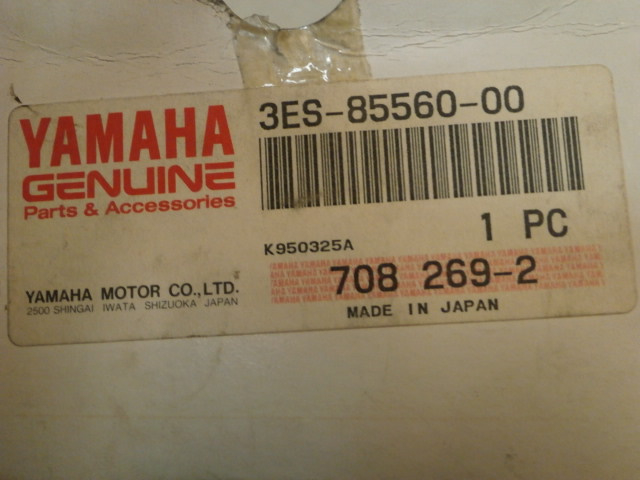 YAMAHA
GENUINE
Parts & Accessories
3ES-85560-00
1 PC
K950325A
708 269-2
YAMAHA MOTOR CO.,LTD.
2500 SHINGAI IWATA SHIZUOKA JAPAN
MADE IN JAPAN